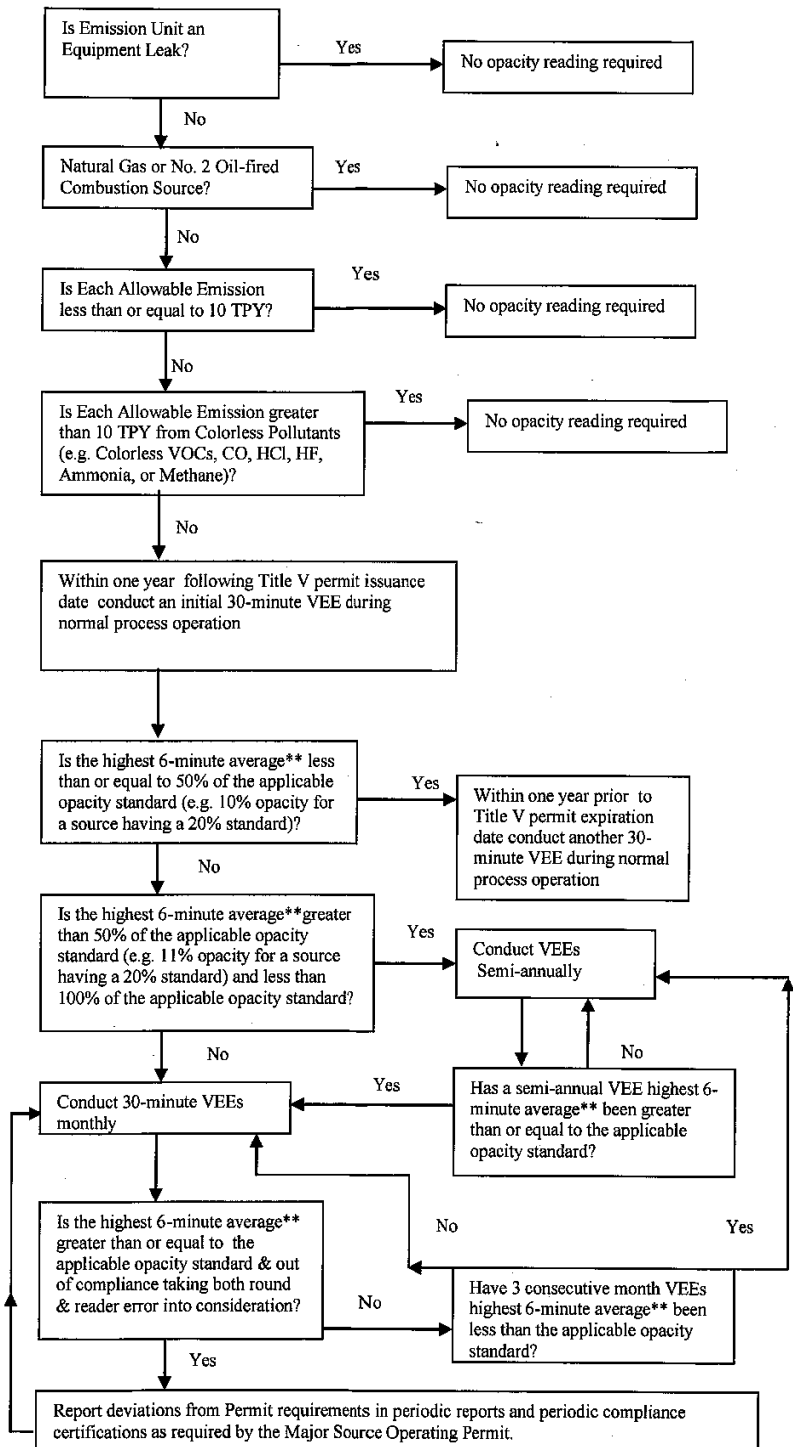 Is Emission Unit an
Equipment Leak?
Yes
No opacity reading required
No
Natural Gas or No. 2 Oil-fired
Combustion Source?
Yes
No opacity reading required
No
Is Each Allowable Emission
less than or equal to 10 TPY?
Yes
No opacity reading required
No
Is Each Allowable Emission greater
than 10 TPY from Colorless Pollutants
(e.g. Colorless VOCs, CO, HCl, HF,
Ammonia, or Methane)?
Yes
No opacity reading required
No
Within one year following Title V permit issuance
date conduct an initial 30-minute VEE during
normal process operation
Is the highest 6-minute average** less
than or equal to 50% of the applicable
opacity standard (e.g. 10% opacity for
a source having a 20% standard)?
Yes
Within one year prior to
Title V permit expiration
date conduct another 30-
minute VEE during normal
process operation
No
Is the highest 6-minute average**greater
than 50% of the applicable opacity
standard (e.g. 11% opacity for a source
having a 20% standard) and less than
100% of the applicable opacity standard?
Yes
Conduct VEEs
Semi-annually
No
No
Conduct 30-minute VEEs
monthly
Yes
Has a semi-annual VEE highest 6-
minute average** been greater
than or equal to the applicable
opacity standard?
Is the highest 6-minute average**
greater than or equal to the
applicable opacity standard & out
of compliance taking both round
& reader error into consideration?
No
No
Yes
Have 3 consecutive month VEEs
highest 6-minute average** been
less than the applicable opacity
standard?
Yes
Report deviations from Permit requirements in periodic reports and periodic compliance
certifications as required by the Major Source Operating Permit.